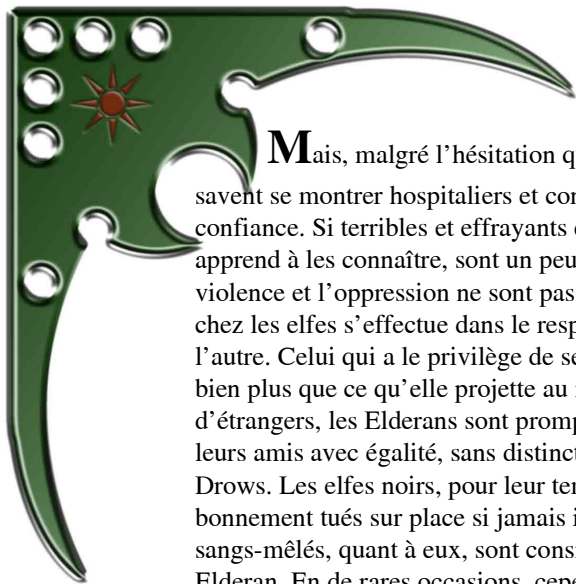 Mais, malgré l’hésitation q
savent se montrer hospitaliers et con
confiance. Si terribles et effrayants
apprend à les connaître, sont un peu
violence et l’oppression ne sont pas
chez les elfes s’effectue dans le resp
l’autre. Celui qui a le privilège de se
bien plus que ce qu’elle projette au
d’étrangers, les Elderans sont promp
leurs amis avec égalité, sans distinct
Drows. Les elfes noirs, pour leur ter
bonnement tués sur place si jamais i
sangs-mêlés, quant à eux, sont consi
Elderan. En de rares occasions, cepe